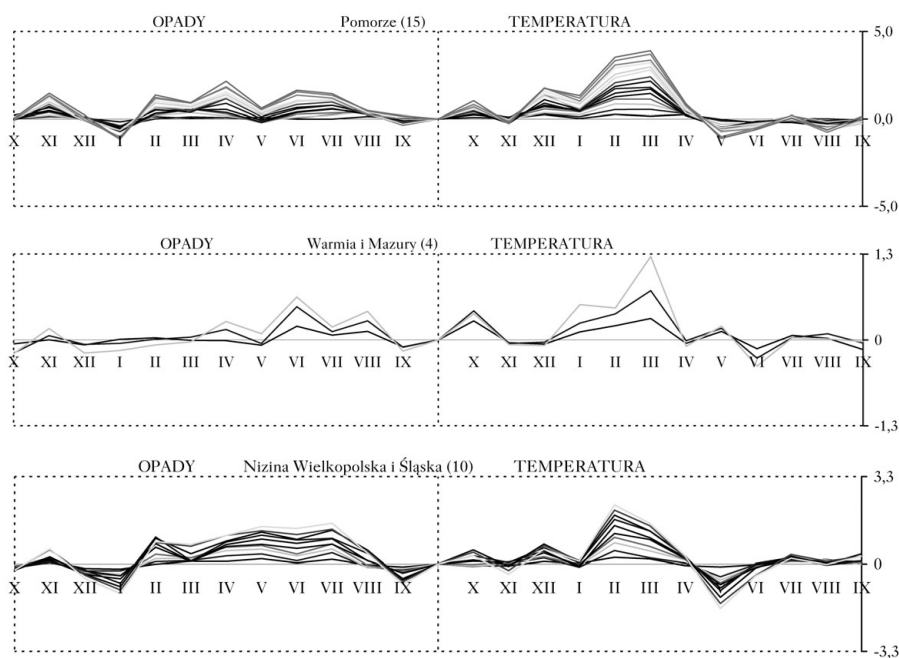 OPADY Pomorze (15) TEMPERATURA
5,0
0,0
X XI XII I II III IV V VI VII VIII IX X XI XII I II III IV V VI VII VIII IX
-5,0
OPADY Warmia i Mazury (4) TEMPERATURA
1,3
0
X XI XII I II III IV V VI VII VIII IX X XI XII I II III IV V VI VII VIII IX
-1,3
OPADY Nizina Wielkopolska i Śląska (10) TEMPERATURA
3,3
0
X XI XII I II III IV V VI VII VIII IX X XI XII I II III IV V VI VII VIII IX
-3,3